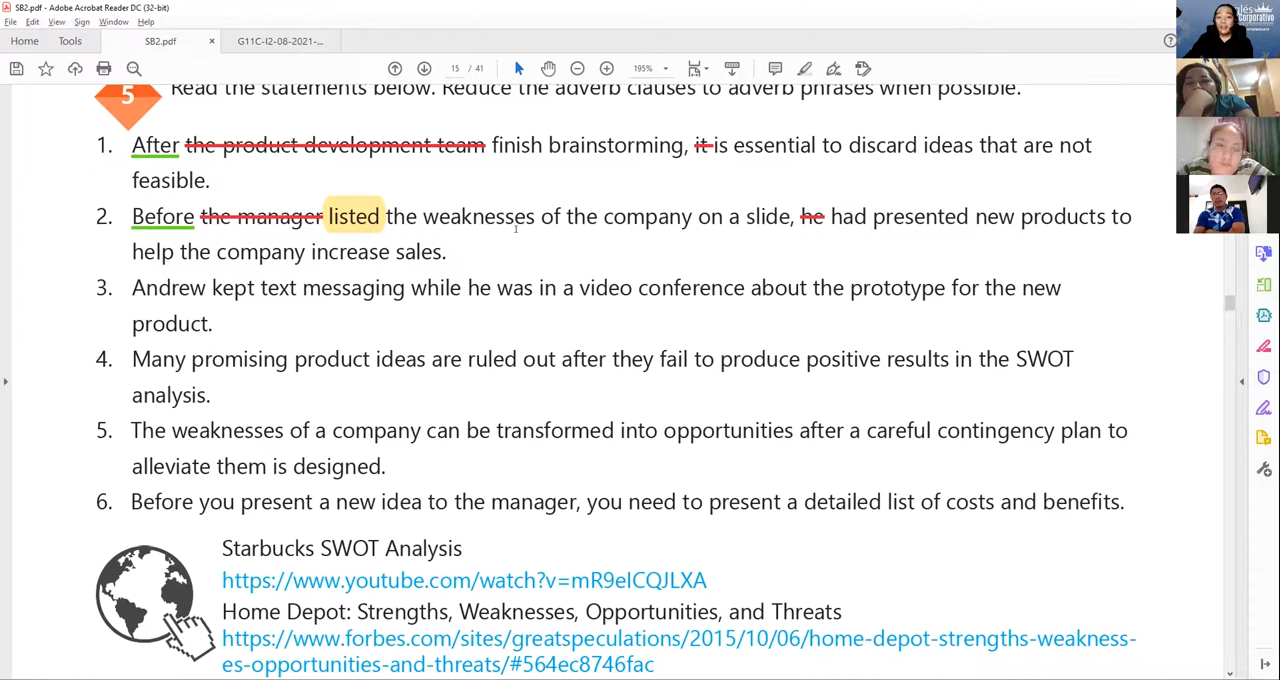 SB2.pdf - Adobe Acrobat Reader DC (32-bit)
File Edit View Sign Window Help
Home Tools SB2.pdf × G11C-I2-08-2021-...
15 / 41 195%
5 Read the statements below. Reduce the adverb clauses to adverb phrases when possible.
1. After the product development team finish brainstorming, it is essential to discard ideas that are not
feasible.
2. Before the manager listed the weaknesses of the company on a slide, he had presented new products to
help the company increase sales.
3. Andrew kept text messaging while he was in a video conference about the prototype for the new
product.
4. Many promising product ideas are ruled out after they fail to produce positive results in the SWOT
analysis.
5. The weaknesses of a company can be transformed into opportunities after a careful contingency plan to
alleviate them is designed.
6. Before you present a new idea to the manager, you need to present a detailed list of costs and benefits.
Starbucks SWOT Analysis
https://www.youtube.com/watch?v=mR9eICQJLXA
Home Depot: Strengths, Weaknesses, Opportunities, and Threats
https://www.forbes.com/sites/greatspeculations/2015/10/06/home-depot-strengths-weakness-
es-opportunities-and-threats/#564ec8746fac
Corporativo